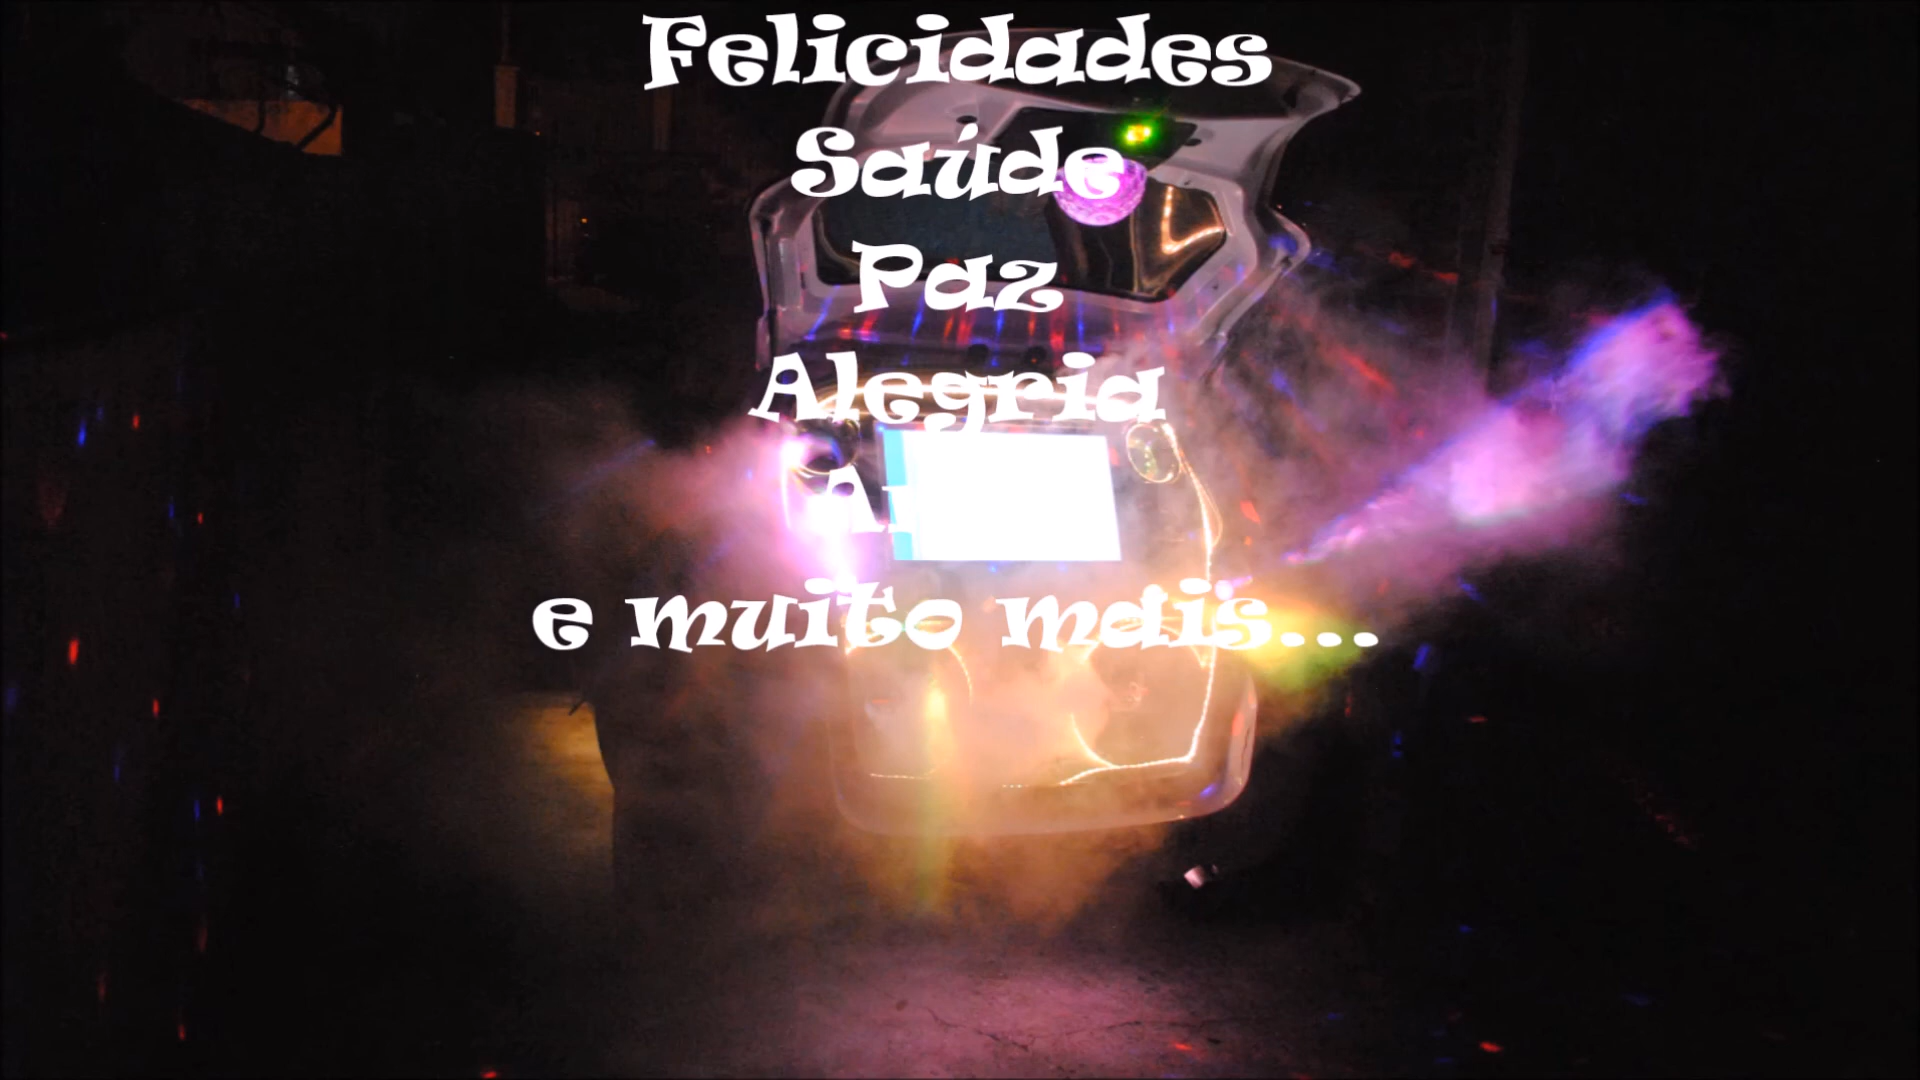 Felicidades
Saúde
Paz
Alegria
e muito mais...